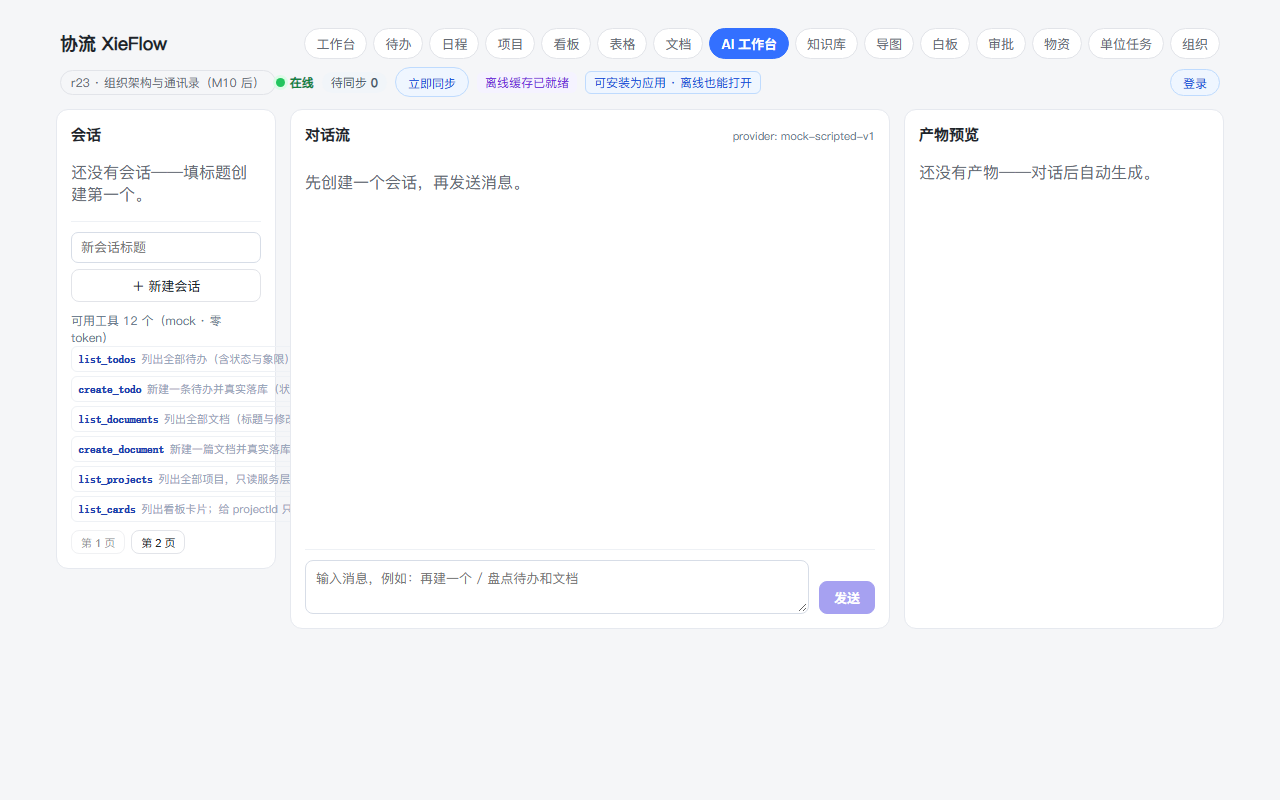 协流 XieFlow
工作台
待办
日程
项目
看板
表格
文档
AI 工作台
知识库
导图
白板
审批
物资
单位任务
组织
r23 · 组织架构与通讯录（M10 后）
在线
待同步 0
立即同步
离线缓存已就绪
可安装为应用 · 离线也能打开
登录
会话
还没有会话——填标题创
建第一个。
新会话标题
＋ 新建会话
可用工具 12 个（mock · 零
token）
list_todos 列出全部待办（含状态与象限）
create_todo 新建一条待办并真实落库（状
list_documents 列出全部文档（标题与修
create_document 新建一篇文档并真实落库
list_projects 列出全部项目，只读服务层
list_cards 列出看板卡片；给 projectId 只
第 1 页
第 2 页
对话流
provider: mock-scripted-v1
先创建一个会话，再发送消息。
输入消息，例如：再建一个 / 盘点待办和文档
发送
产物预览
还没有产物——对话后自动生成。